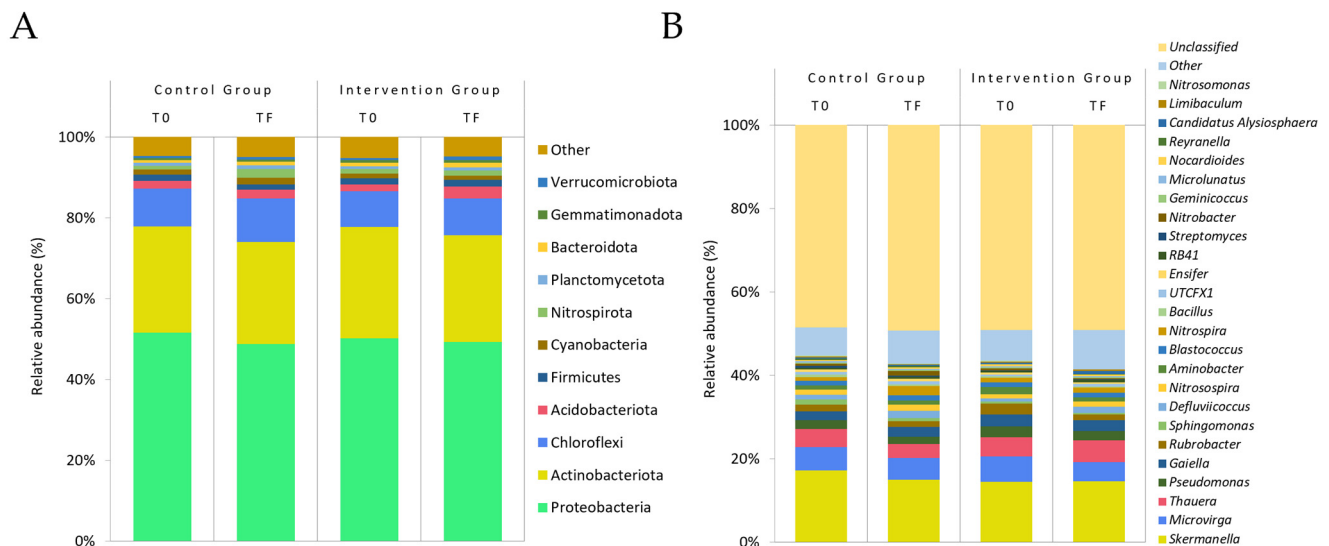 A
Control Group
Intervention Group
T0
TF
T0
TF
Relative abundance (%)
100%
80%
60%
40%
20%
0%
Other
Verrucomicrobiota
Gemmatimonadota
Bacteroidota
Planctomycetota
Nitrospirota
Cyanobacteria
Firmicutes
Acidobacteriota
Chloroflexi
Actinobacteriota
Proteobacteria
B
Control Group
Intervention Group
T0
TF
T0
TF
Relative abundance (%)
100%
80%
60%
40%
20%
0%
Unclassified
Other
Nitrosomonas
Limibaculum
Candidatus Alysiosphaera
Reyranella
Nocardioides
Microlunatus
Geminicoccus
Nitrobacter
Streptomyces
RB41
Ensifer
UTCFX1
Bacillus
Nitrospira
Blastococcus
Aminobacter
Nitrosospira
Defluviicoccus
Sphingomonas
Rubrobacter
Gaiella
Pseudomonas
Thauera
Microvirga
Skermanella